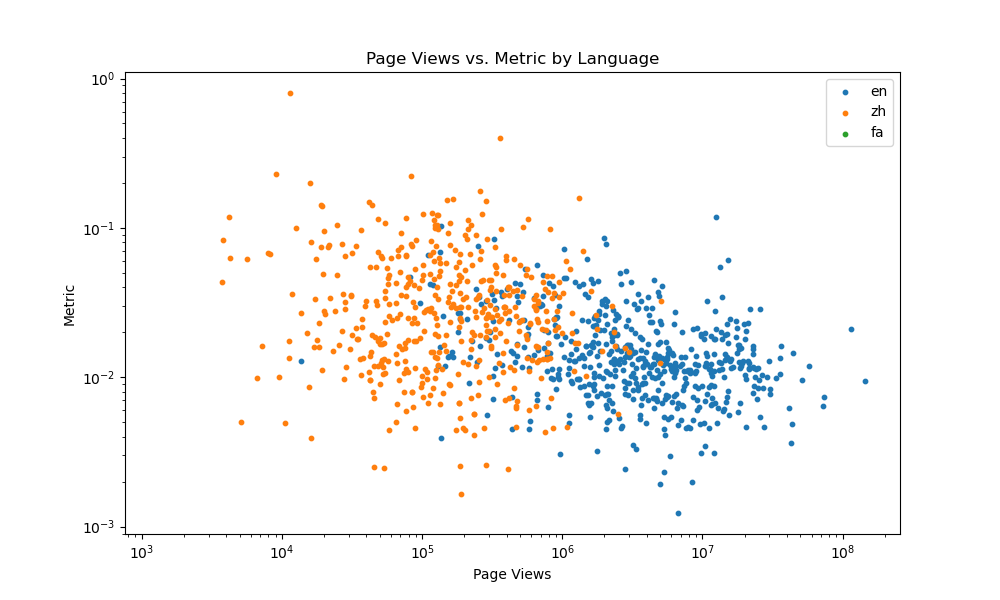 Page Views vs. Metric by Language
en
zh
fa
10⁰
10⁻¹
10⁻²
10⁻³
Metric
10³ 10⁴ 10⁵ 10⁶ 10⁷ 10⁸
Page Views